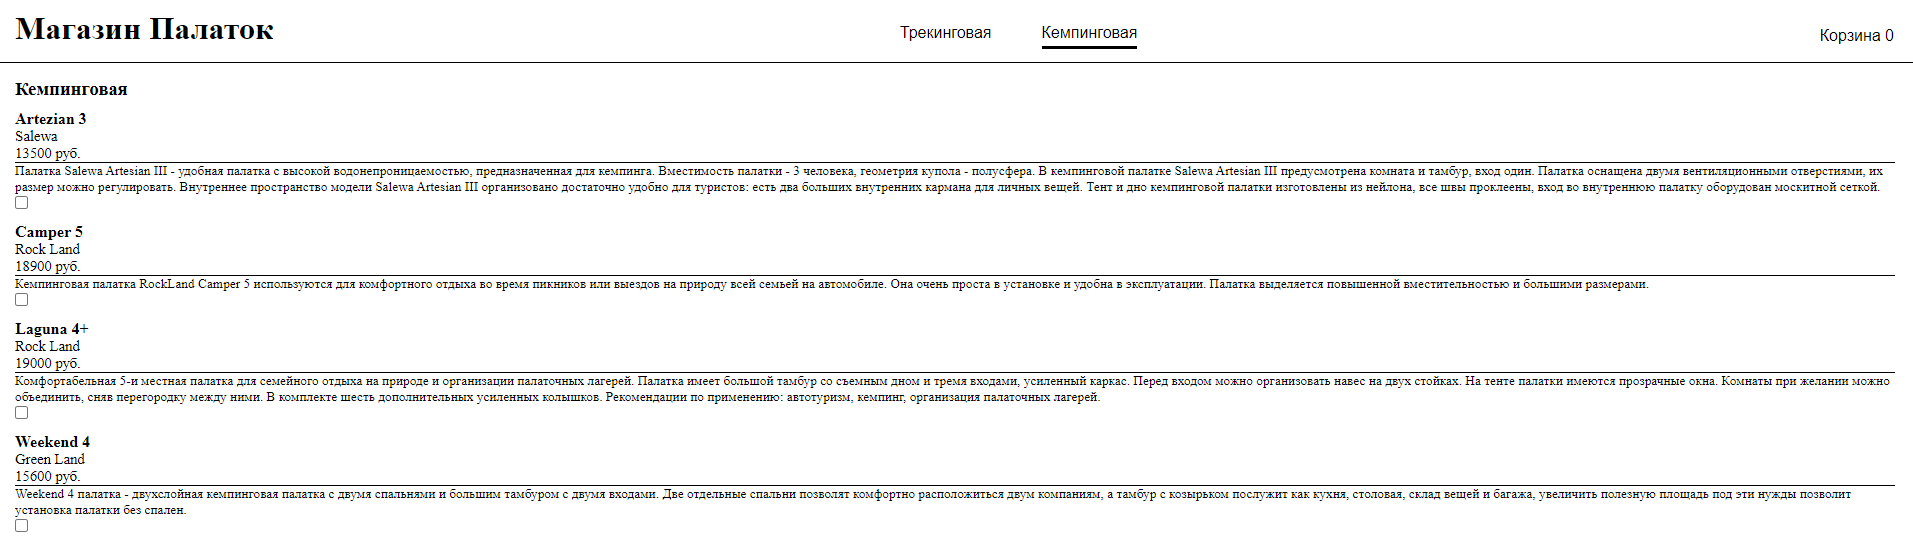 Магазин Палаток
Трекинговая
Кемпинговая
Корзина 0
Кемпинговая
Artezian 3
Salewa
13500 руб.
Палатка Salewa Artesian III - удобная палатка с высокой водонепроницаемостью, предназначенная для кемпинга. Вместимость палатки - 3 человека, геометрия купола - полусфера. В кемпинговой палатке Salewa Artesian III предусмотрена комната и тамбур, вход один. Палатка оснащена двумя вентиляционными отверстиями, их
размер можно регулировать. Внутреннее пространство модели Salewa Artesian III организовано достаточно удобно для туристов: есть два больших внутренних кармана для личных вещей. Тент и дно кемпинговой палатки изготовлены из нейлона, все швы проклеены, вход во внутреннюю палатку оборудован москитной сеткой.
Camper 5
Rock Land
18900 руб.
Кемпинговая палатка RockLand Camper 5 используются для комфортного отдыха во время пикников или выездов на природу всей семьей на автомобиле. Она очень проста в установке и удобна в эксплуатации. Палатка выделяется повышенной вместительностью и большими размерами.
Laguna 4+
Rock Land
19000 руб.
Комфортабельная 5-и местная палатка для семейного отдыха на природе и организации палаточных лагерей. Палатка имеет большой тамбур со съемным дном и тремя входами, усиленный каркас. Перед входом можно организовать навес на двух стойках. На тенте палатки имеются прозрачные окна. Комнаты при желании можно
объединить, сняв перегородку между ними. В комплекте шесть дополнительных усиленных колышков. Рекомендации по применению: автотуризм, кемпинг, организация палаточных лагерей.
Weekend 4
Green Land
15600 руб.
Weekend 4 палатка - двухслойная кемпинговая палатка с двумя спальнями и большим тамбуром с двумя входами. Две отдельные спальни позволят комфортно расположиться двум компаниям, а тамбур с козырьком послужит как кухня, столовая, склад вещей и багажа, увеличить полезную площадь под эти нужды позволит
установка палатки без спален.